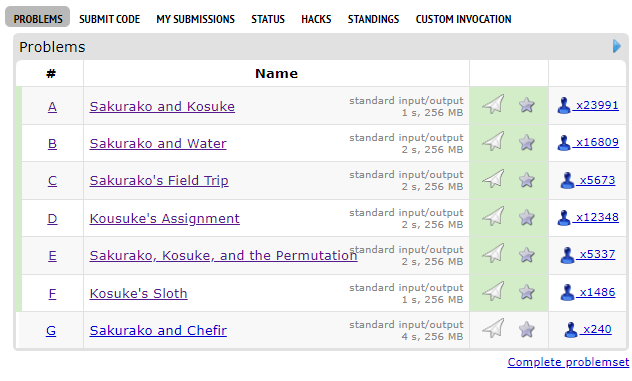 PROBLEMS SUBMIT CODE MY SUBMISSIONS STATUS HACKS STANDINGS CUSTOM INVOCATION
Problems
# Name
A Sakurako and Kosuke standard input/output x23991
1 s, 256 MB
B Sakurako and Water standard input/output x16809
2 s, 256 MB
C Sakurako's Field Trip standard input/output x5673
2 s, 256 MB
D Kousuke's Assignment standard input/output x12348
2 s, 256 MB
E Sakurako, Kosuke, and the Permutation standard input/output x5337
2 s, 256 MB
F Kosuke's Sloth standard input/output x1486
1 s, 256 MB
G Sakurako and Chefir standard input/output x240
4 s, 256 MB
Complete problemset